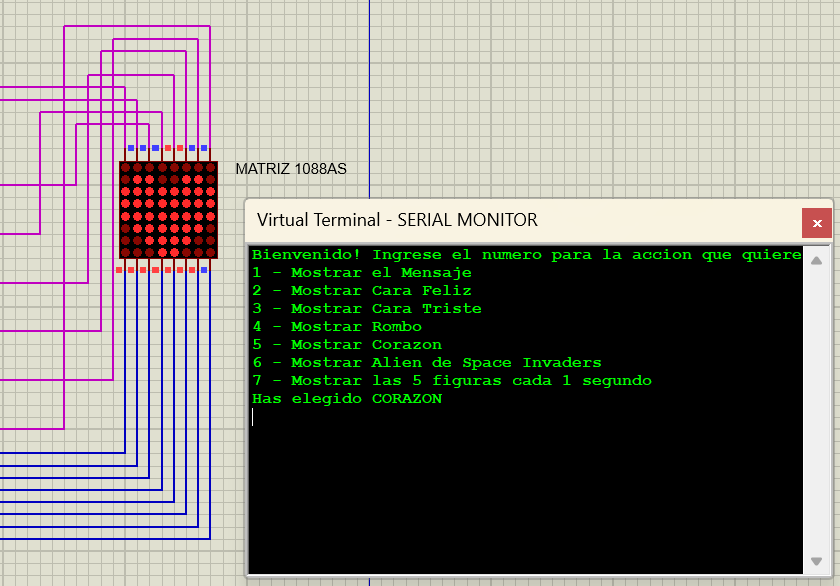 MATRIZ 1088AS
Virtual Terminal - SERIAL MONITOR
x
Bienvenido! Ingrese el numero para la accion que quiere
1 - Mostrar el Mensaje
2 - Mostrar Cara Feliz
3 - Mostrar Cara Triste
4 - Mostrar Rombo
5 - Mostrar Corazon
6 - Mostrar Alien de Space Invaders
7 - Mostrar las 5 figuras cada 1 segundo
Has elegido CORAZON